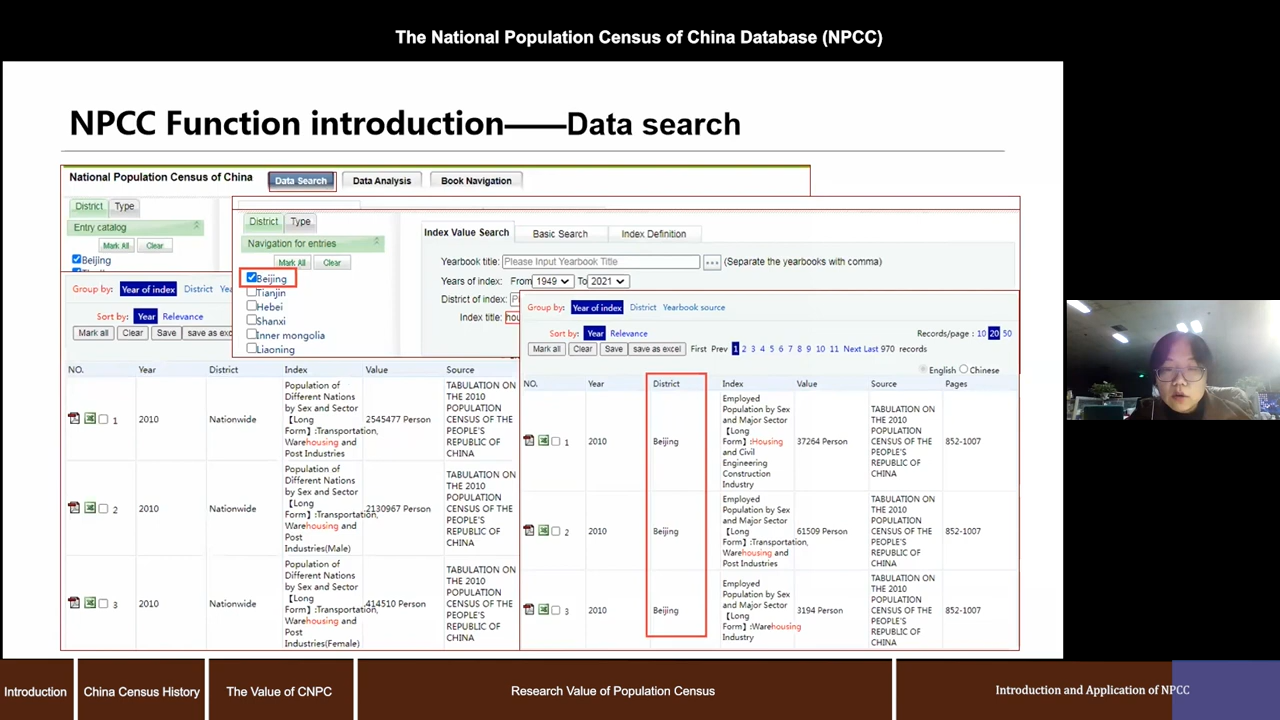 The National Population Census of China Database (NPCC)
NPCC Function introduction——Data search
National Population Census of China
Data Search
Data Analysis
Book Navigation
District
Type
Entry catalog
Mark All
Clear
Beijing
Group by:
Year of index
District
Sort by:
Year
Relevance
Mark all
Clear
Save
NO.
Year
District
Index
Value
Source
1
2010
Nationwide
Population of
Different Nations
by Sex and Sector
【Long
Form】:Transportation,
Warehousing and
Post Industries
2545477 Person
TABULATION ON
THE 2010
POPULATION
CENSUS OF THE
PEOPLE'S
REPUBLIC OF
CHINA
2
2010
Nationwide
Population of
Different Nations
by Sex and Sector
【Long
Form】:Transportation,
Warehousing and
Post
Industries(Male)
2130967 Person
TABULATION ON
THE 2010
POPULATION
CENSUS OF THE
PEOPLE'S
REPUBLIC OF
CHINA
3
2010
Nationwide
Population of
Different Nations
by Sex and Sector
【Long
Form】:Transportation,
Warehousing and
Post
Industries(Female)
414510 Person
TABULATION ON
THE 2010
POPULATION
CENSUS OF THE
PEOPLE'S
REPUBLIC OF
CHINA
District
Type
Navigation for entries
Mark All
Clear
Beijing
Tianjin
Hebei
Shanxi
Inner mongolia
Liaoning
Index Value Search
Basic Search
Index Definition
Yearbook title: Please Input Yearbook Title ... (Separate the yearbooks with comma)
Years of index: From 1949 To 2021
District of index:
Index title:
Group by: Year of index District Yearbook source
Sort by: Year Relevance
Records/page : 10 20 50
Mark all Clear Save save as excel First Prev 1 2 3 4 5 6 7 8 9 10 11 Next Last 970 records
English Chinese
NO.
Year
District
Index
Value
Source
Pages
1
2010
Beijing
Employed
Population by Sex
and Major Sector
【Long
Form】:Housing
and Civil
Engineering
Construction
Industry
37264 Person
TABULATION ON
THE 2010
POPULATION
CENSUS OF THE
PEOPLE'S
REPUBLIC OF
CHINA
852-1007
2
2010
Beijing
Employed
Population by Sex
and Major Sector
【Long
Form】:Transportation,
Warehousing and
Post Industries
61509 Person
TABULATION ON
THE 2010
POPULATION
CENSUS OF THE
PEOPLE'S
REPUBLIC OF
CHINA
852-1007
3
2010
Beijing
Employed
Population by Sex
and Major Sector
【Long
Form】:Warehousing
Industry
3194 Person
TABULATION ON
THE 2010
POPULATION
CENSUS OF THE
PEOPLE'S
REPUBLIC OF
CHINA
852-1007
Introduction
China Census History
The Value of CNPC
Research Value of Population Census
Introduction and Application of NPCC